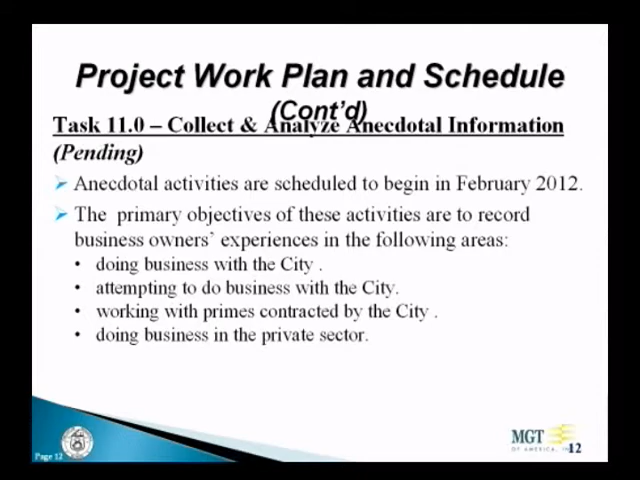 Project Work Plan and Schedule
(Cont'd)
Task 11.0 – Collect & Analyze Anecdotal Information
(Pending)
Anecdotal activities are scheduled to begin in February 2012.
The primary objectives of these activities are to record
business owners' experiences in the following areas:
• doing business with the City .
• attempting to do business with the City.
• working with primes contracted by the City .
• doing business in the private sector.
Page 12
MGT
OF AMERICA,
12